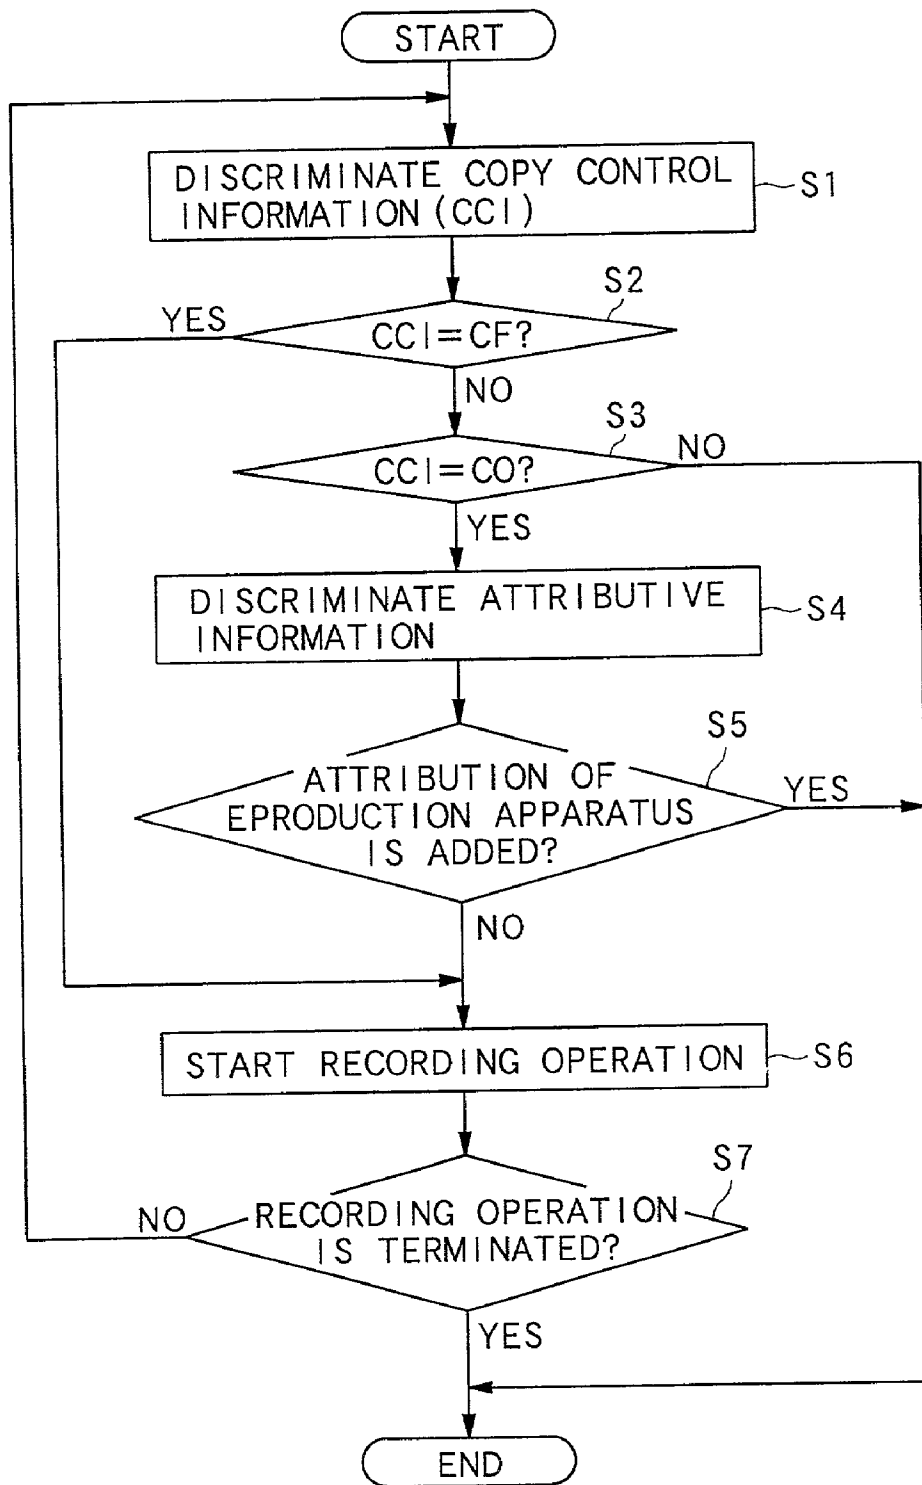 START
DISCRIMINATE COPY CONTROL
INFORMATION(CCI)
S1
S2
YES
CCI=CF?
NO
S3
NO
CCI=CO?
YES
DISCRIMINATE ATTRIBUTIVE
INFORMATION
S4
S5
ATTRIBUTION OF
EPRODUCTION APPARATUS
IS ADDED?
YES
NO
START RECORDING OPERATION
S6
S7
NO
RECORDING OPERATION
IS TERMINATED?
YES
END